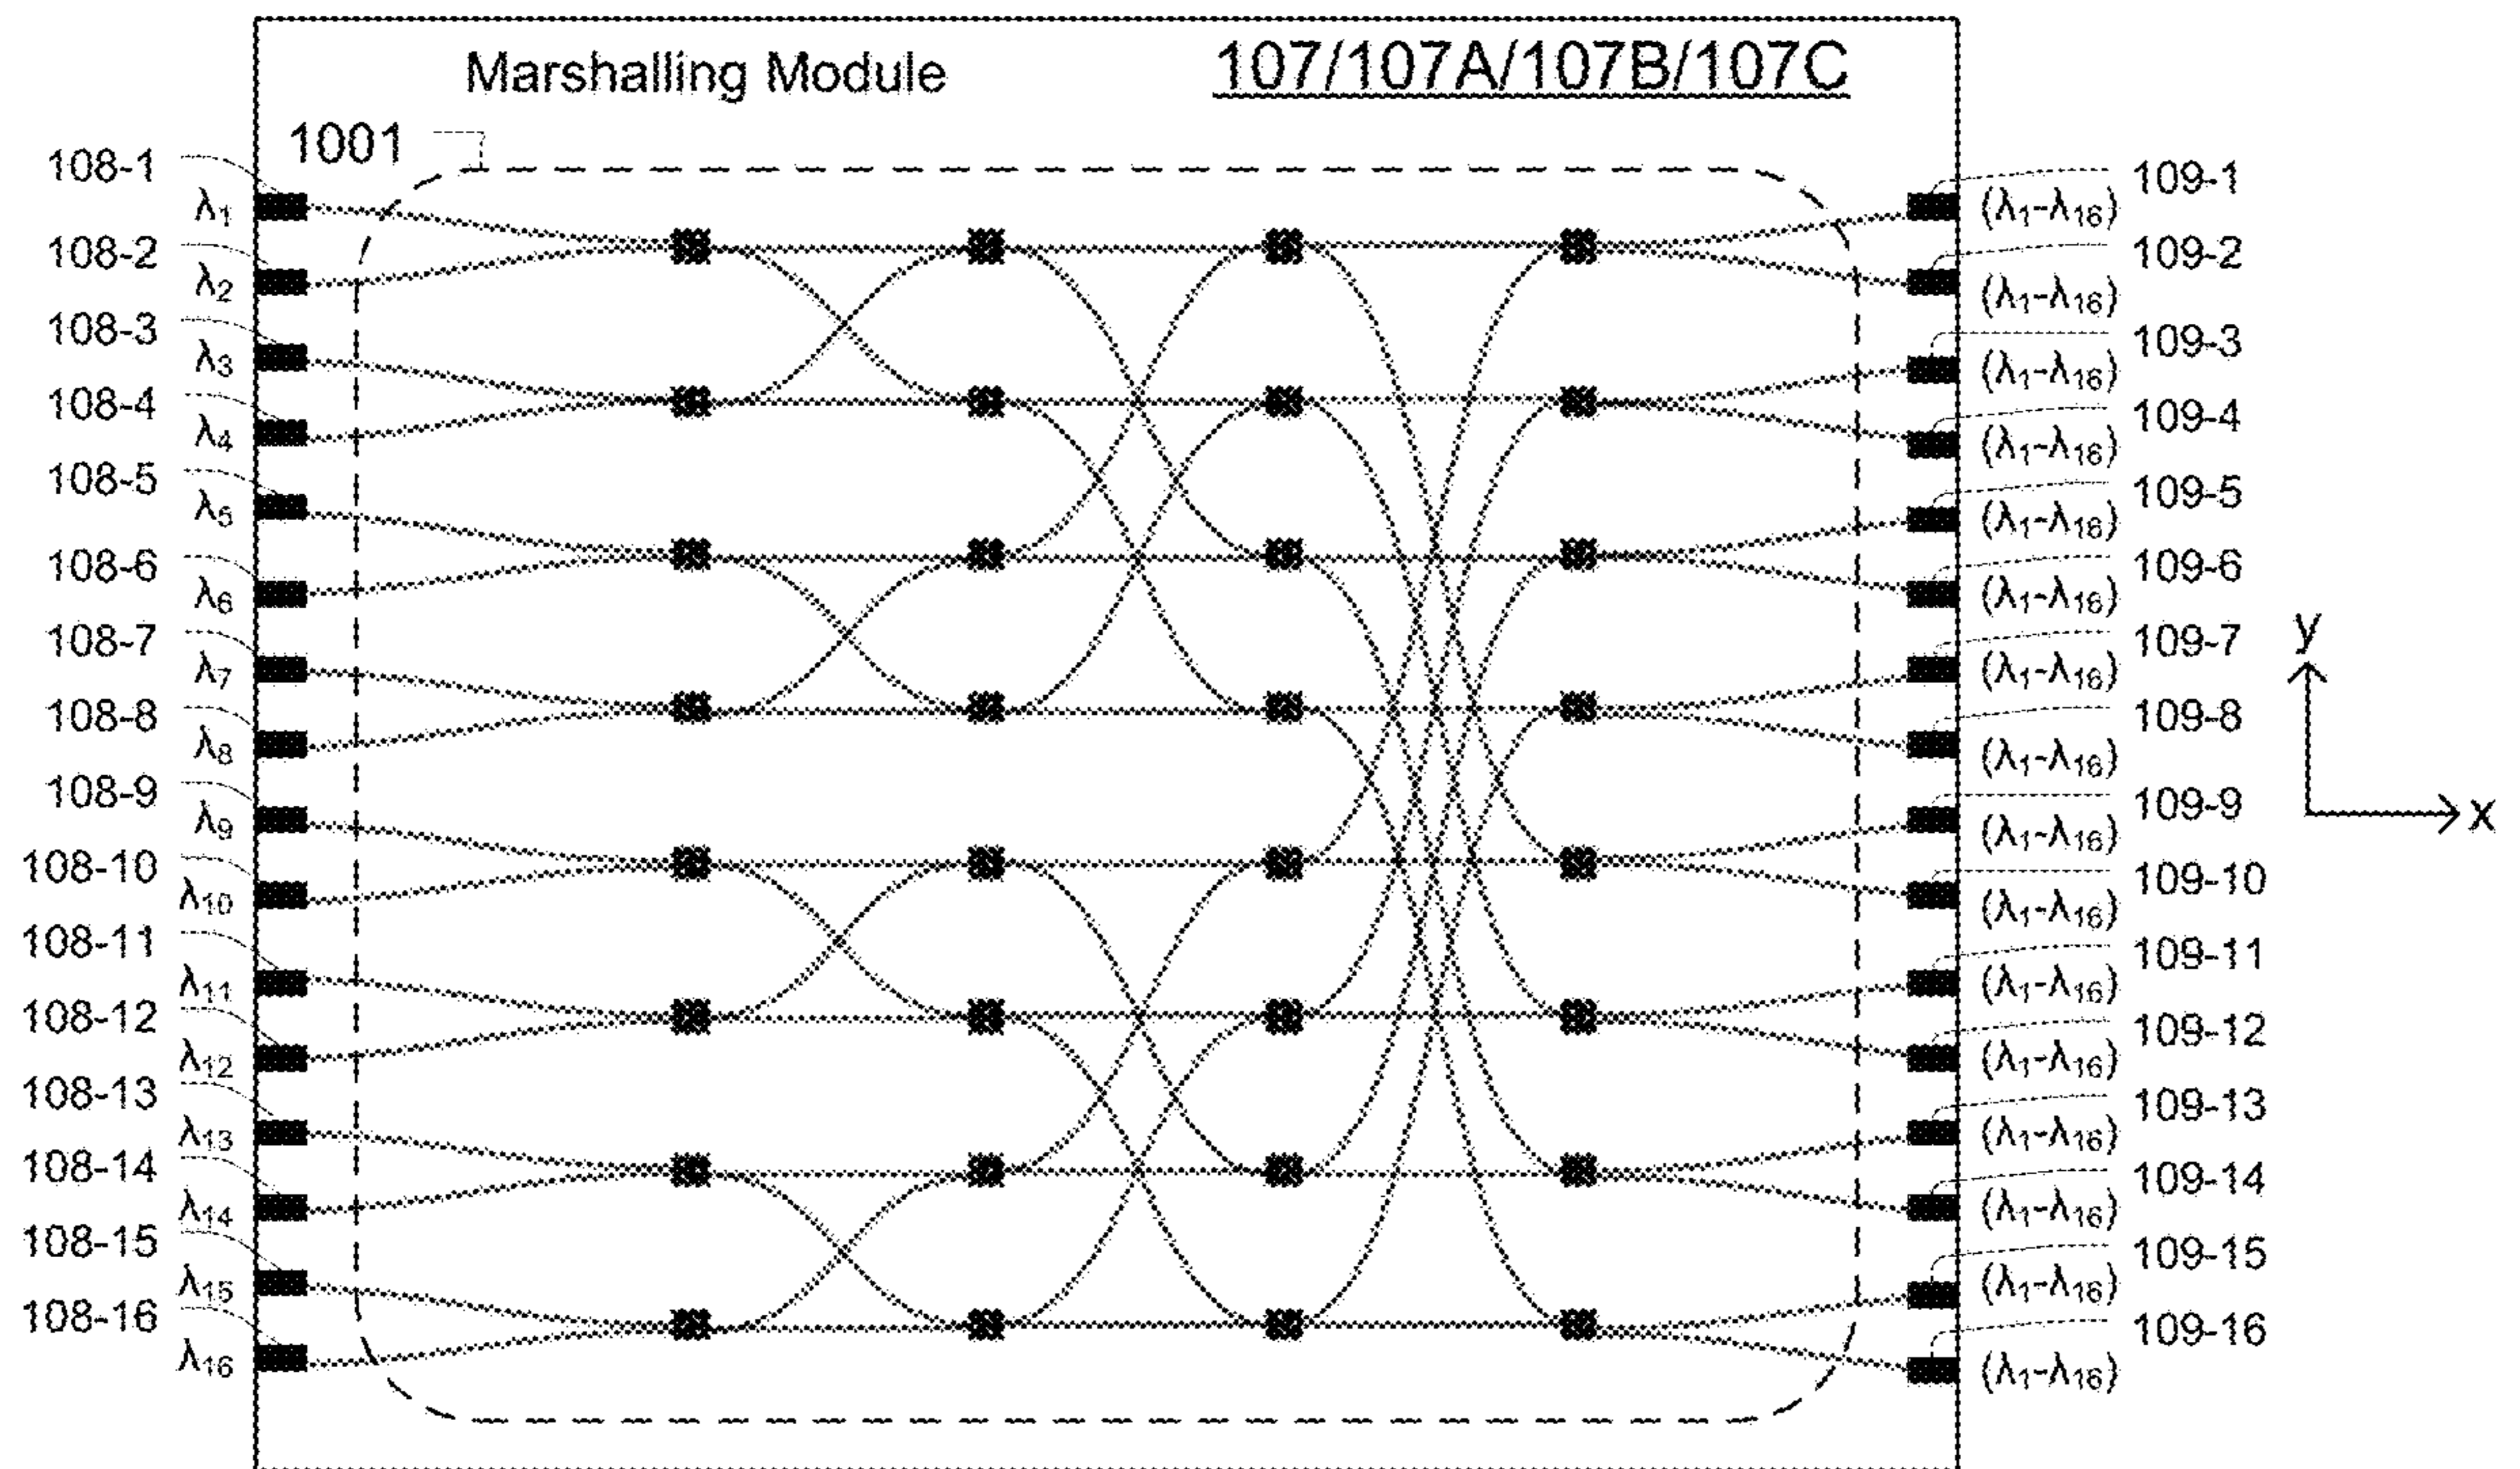 Marshalling Module 107/107A/107B/107C
1001
108-1 λ1 (λ1-λ16) 109-1
108-2 λ2 (λ1-λ16) 109-2
108-3 λ3 (λ1-λ16) 109-3
108-4 λ4 (λ1-λ16) 109-4
108-5 λ5 (λ1-λ16) 109-5
108-6 λ6 (λ1-λ16) 109-6
108-7 λ7 (λ1-λ16) 109-7
108-8 λ8 (λ1-λ16) 109-8
108-9 λ9 (λ1-λ16) 109-9
108-10 λ10 (λ1-λ16) 109-10
108-11 λ11 (λ1-λ16) 109-11
108-12 λ12 (λ1-λ16) 109-12
108-13 λ13 (λ1-λ16) 109-13
108-14 λ14 (λ1-λ16) 109-14
108-15 λ15 (λ1-λ16) 109-15
108-16 λ16 (λ1-λ16) 109-16
y
x